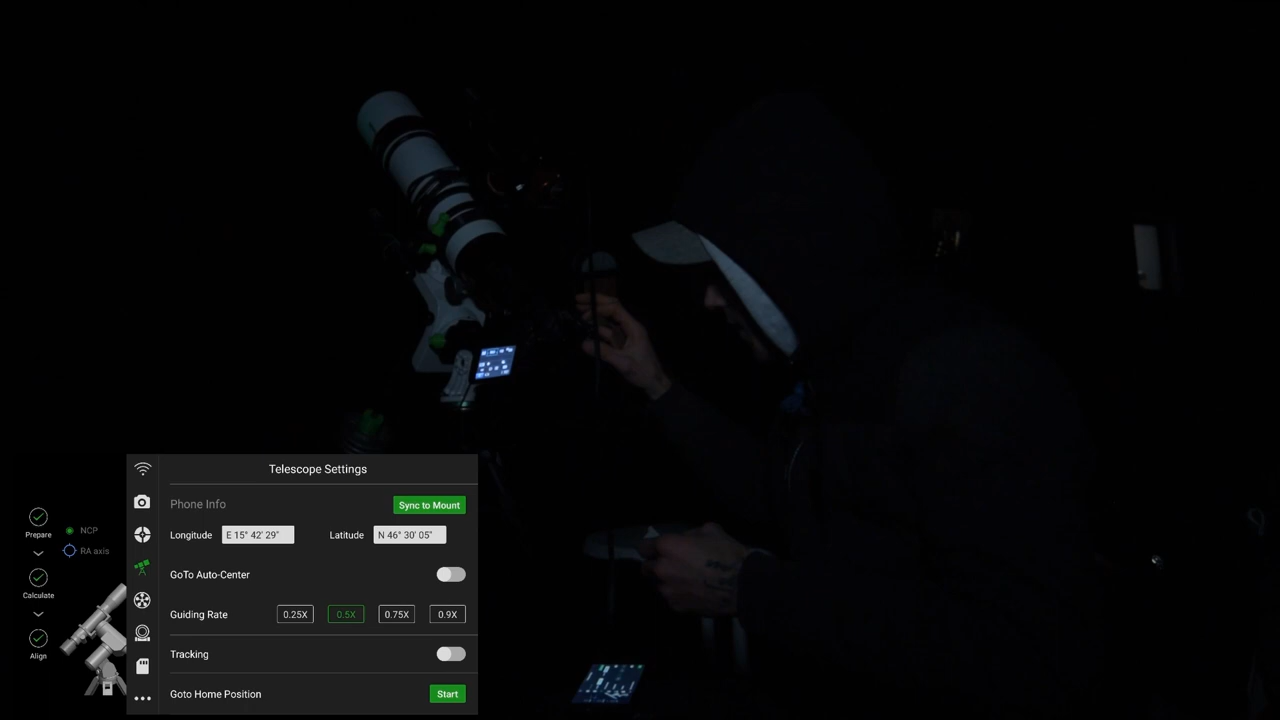 Telescope Settings
Phone Info
Sync to Mount
Longitude E 15° 42' 29" Latitude N 46° 30' 05"
GoTo Auto-Center
Guiding Rate 0.25X 0.5X 0.75X 0.9X
Tracking
Goto Home Position Start
Prepare
NCP
RA axis
Calculate
Align